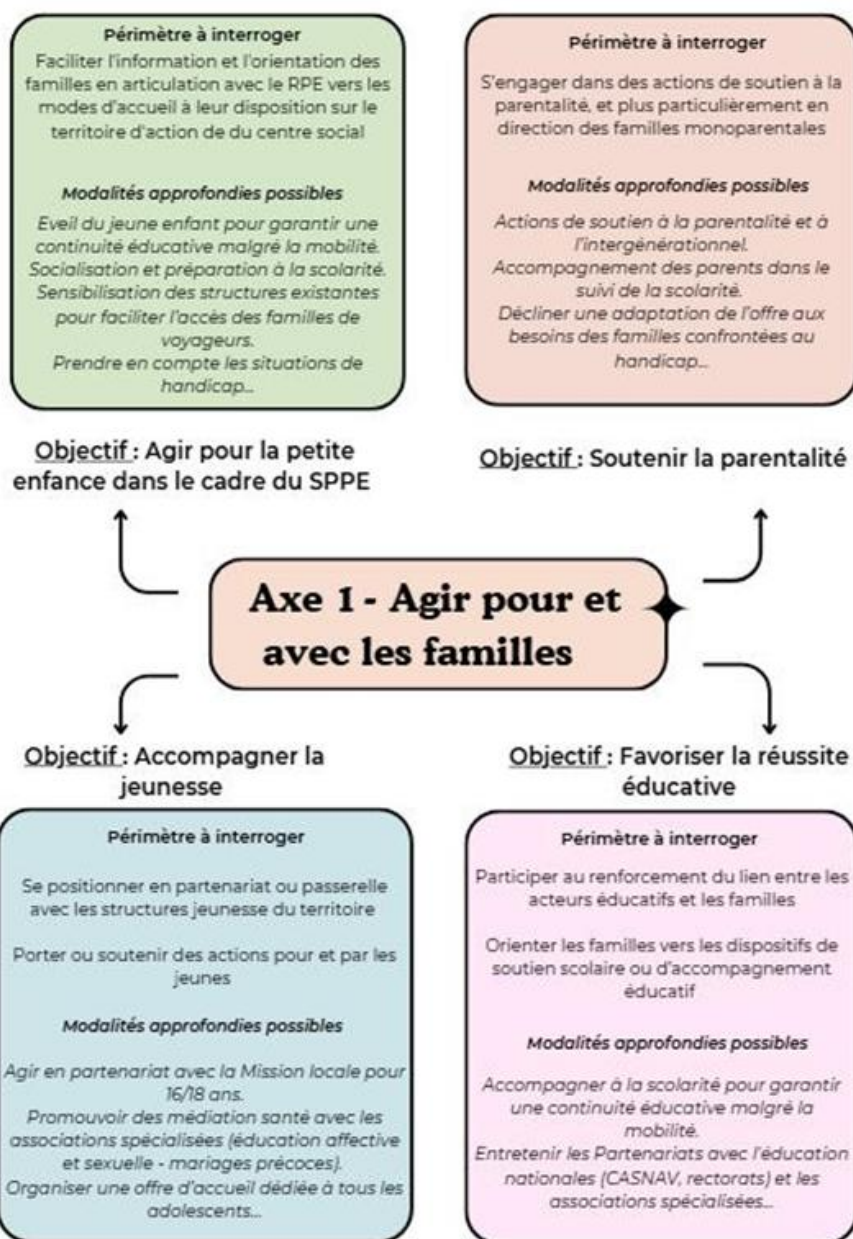 Périmètre à interroger
Faciliter l'information et l'orientation des
familles en articulation avec le RPE vers les
modes d'accueil à leur disposition sur le
territoire d'action de du centre social
Modalités approfondies possibles
Eveil du jeune enfant pour garantir une
continuité éducative malgré la mobilité.
Socialisation et préparation à la scolarité.
Sensibilisation des structures existantes
pour faciliter l'accès des familles de
voyageurs.
Prendre en compte les situations de
handicap...
Objectif : Agir pour la petite
enfance dans le cadre du SPPE
Périmètre à interroger
S'engager dans des actions de soutien à la
parentalité, et plus particulièrement en
direction des familles monoparentales
Modalités approfondies possibles
Actions de soutien à la parentalité et à
l'intergénérationnel.
Accompagnement des parents dans le
suivi de la scolarité.
Décliner une adaptation de l'offre aux
besoins des familles confrontées au
handicap...
Objectif : Soutenir la parentalité
Axe 1 - Agir pour et
avec les familles
Objectif : Accompagner la
jeunesse
Périmètre à interroger
Se positionner en partenariat ou passerelle
avec les structures jeunesse du territoire
Porter ou soutenir des actions pour et par les
jeunes
Modalités approfondies possibles
Agir en partenariat avec la Mission locale pour
16/18 ans.
Promouvoir des médiation santé avec les
associations spécialisées (éducation affective
et sexuelle - mariages précoces).
Organiser une offre d'accueil dédiée à tous les
adolescents...
Objectif : Favoriser la réussite
éducative
Périmètre à interroger
Participer au renforcement du lien entre les
acteurs éducatifs et les familles
Orienter les familles vers les dispositifs de
soutien scolaire ou d'accompagnement
éducatif
Modalités approfondies possibles
Accompagner à la scolarité pour garantir
une continuité éducative malgré la
mobilité.
Entretenir les Partenariats avec l'éducation
nationales (CASNAV, rectorats) et les
associations spécialisées...